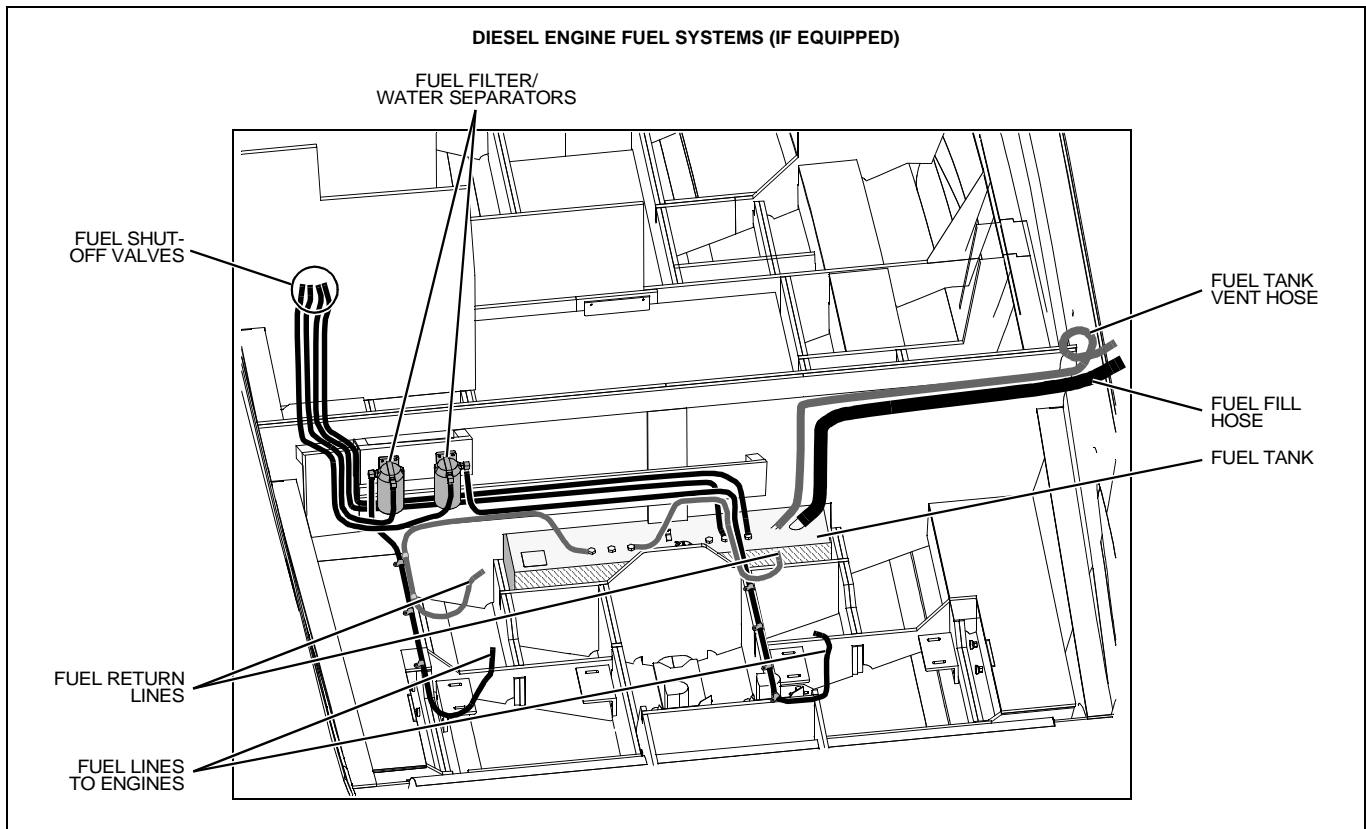 DIESEL ENGINE FUEL SYSTEMS (IF EQUIPPED)
FUEL FILTER/
WATER SEPARATORS
FUEL SHUT-
OFF VALVES
FUEL TANK
VENT HOSE
FUEL FILL
HOSE
FUEL TANK
FUEL RETURN
LINES
FUEL LINES
TO ENGINES